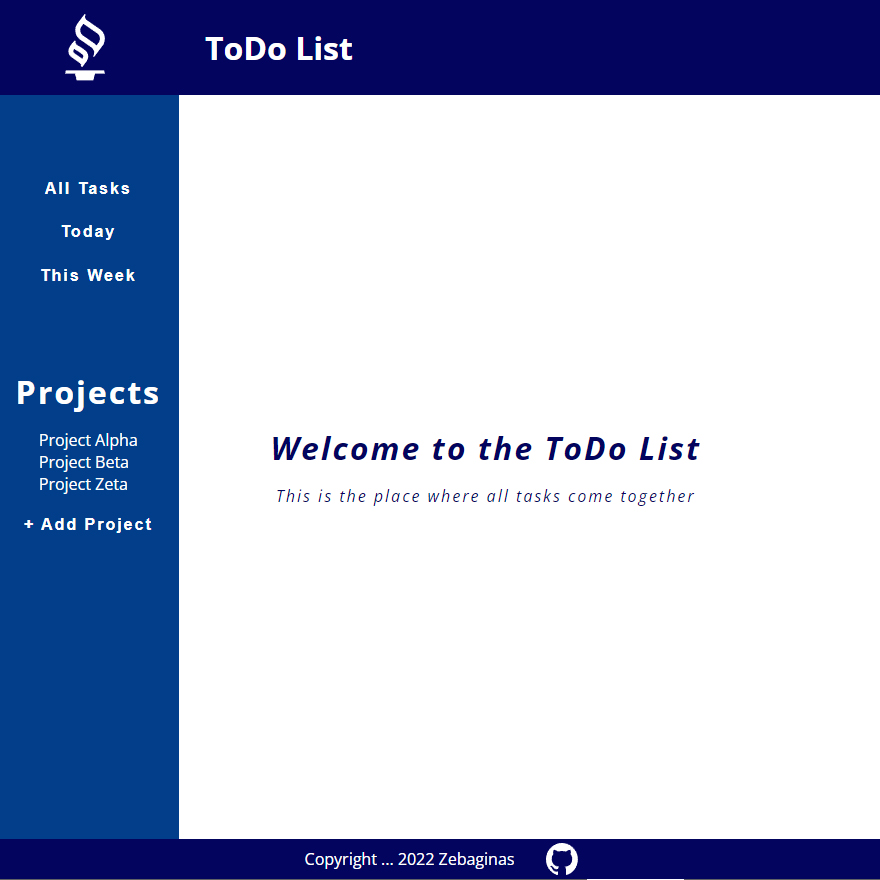 ToDo List
All Tasks
Today
This Week
Projects
Project Alpha
Project Beta
Project Zeta
+ Add Project
Welcome to the ToDo List
This is the place where all tasks come together
Copyright ... 2022 Zebaginas